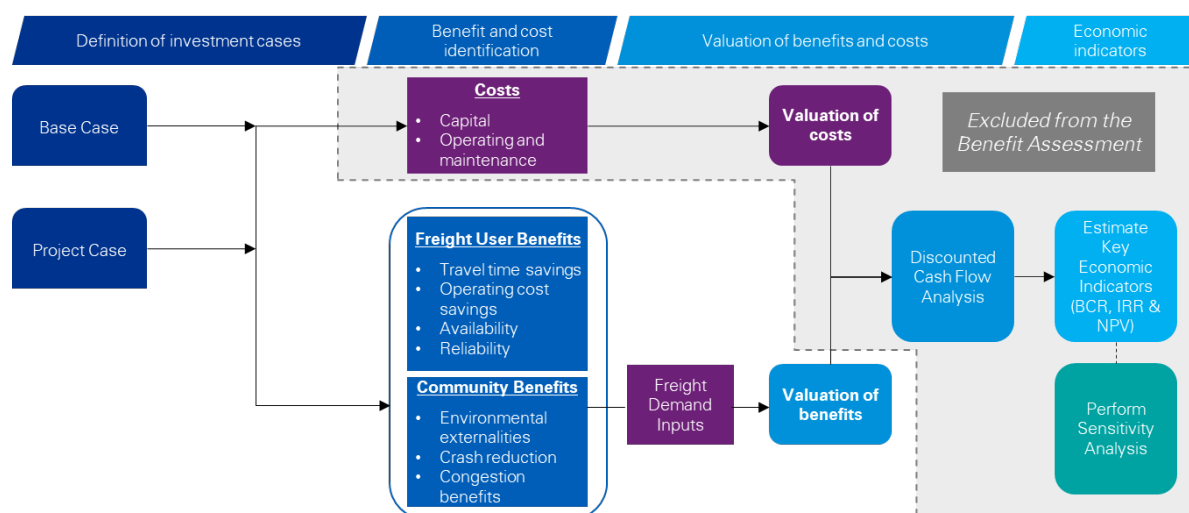 Definition of investment cases
Benefit and cost
identification
Valuation of benefits and costs
Economic
indicators
Base Case
Costs
• Capital
• Operating and
maintenance
Valuation of
costs
Excluded from the
Benefit Assessment
Project Case
Freight User Benefits
• Travel time savings
• Operating cost
savings
• Availability
• Reliability
Community Benefits
• Environmental
externalities
• Crash reduction
• Congestion
benefits
Freight
Demand
Inputs
Valuation of
benefits
Discounted
Cash Flow
Analysis
Estimate
Key
Economic
Indicators
(BCR, IRR &
NPV)
Perform
Sensitivity
Analysis